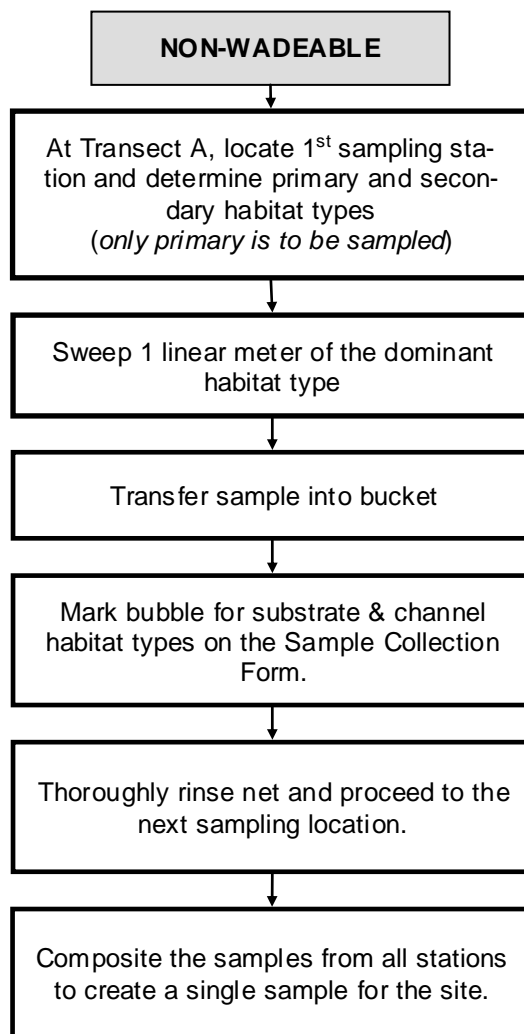 NON-WADEABLE
At Transect A, locate 1st sampling sta-
tion and determine primary and secon-
dary habitat types
(only primary is to be sampled)
Sweep 1 linear meter of the dominant
habitat type
Transfer sample into bucket
Mark bubble for substrate & channel
habitat types on the Sample Collection
Form.
Thoroughly rinse net and proceed to the
next sampling location.
Composite the samples from all stations
to create a single sample for the site.